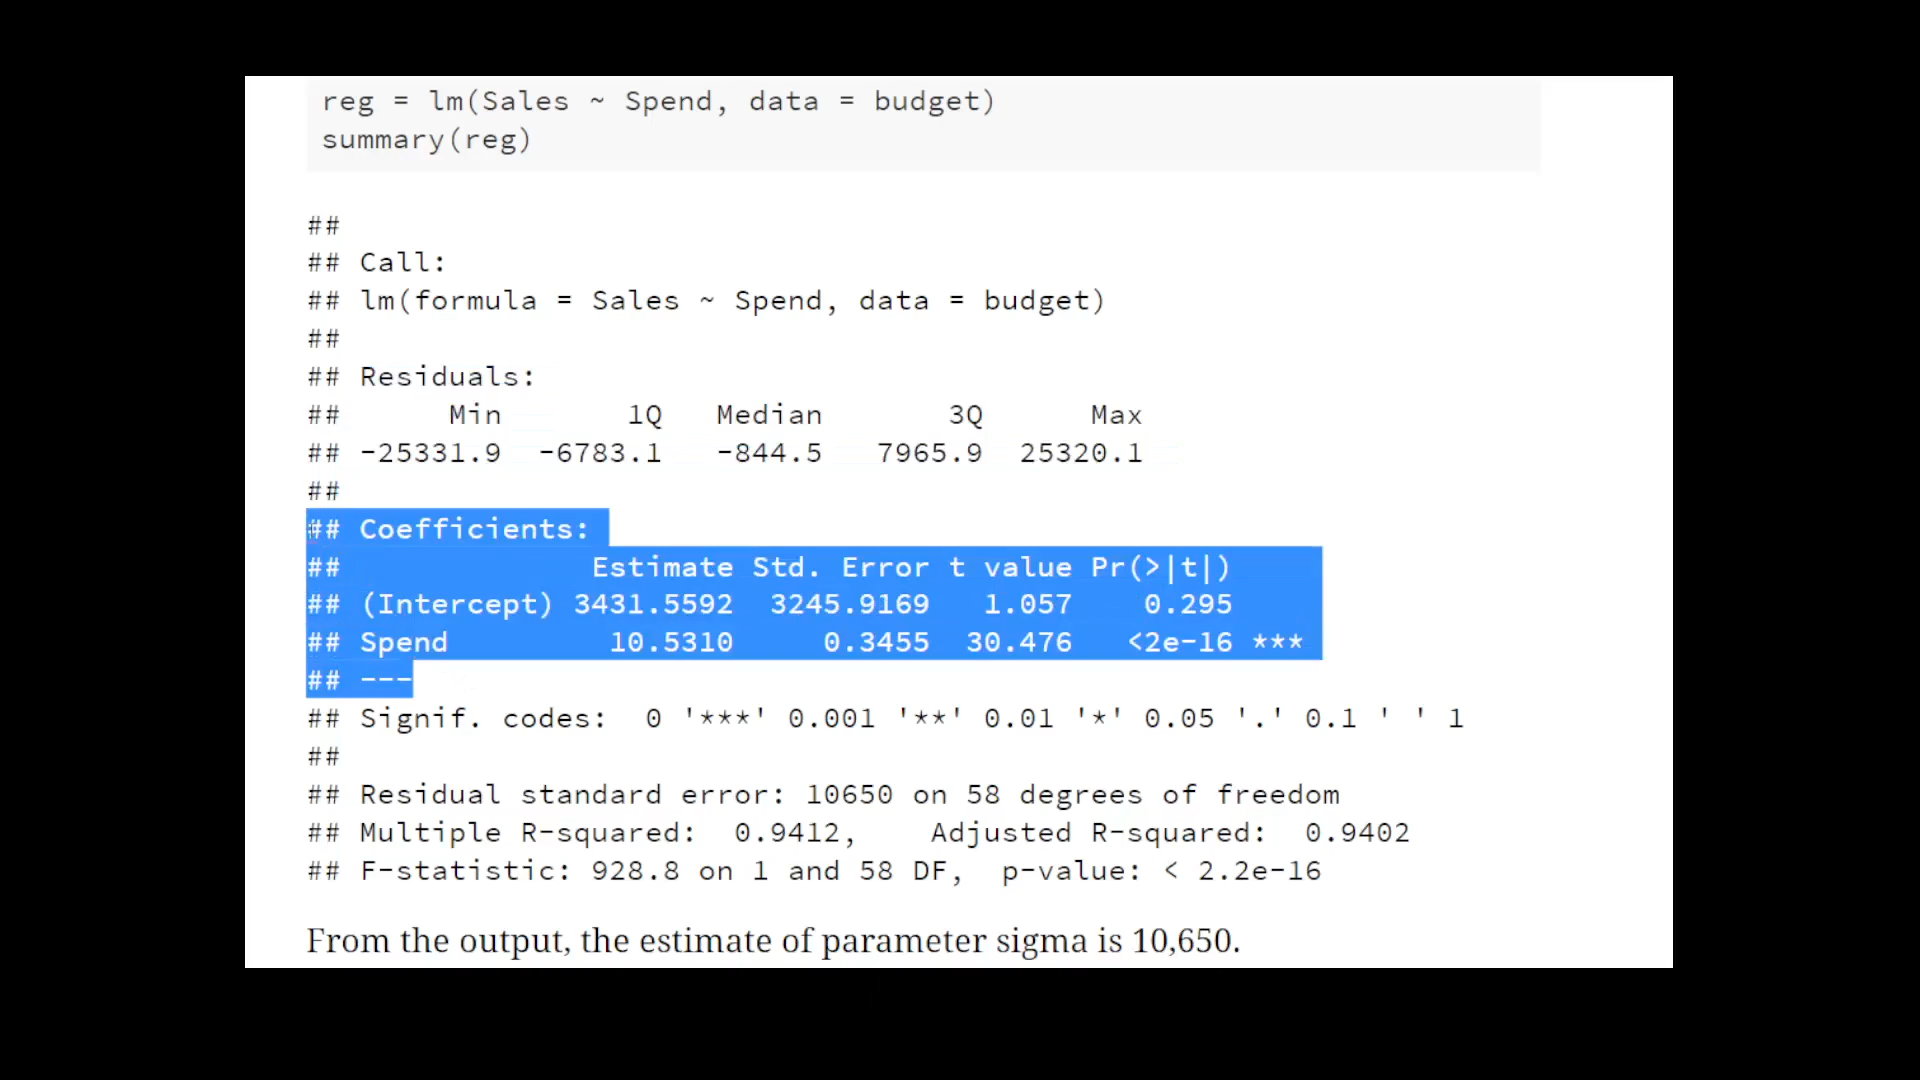 reg = lm(Sales ~ Spend, data = budget)
summary(reg)
##
## Call:
## lm(formula = Sales ~ Spend, data = budget)
##
## Residuals:
##      Min       1Q   Median       3Q      Max
## -25331.9  -6783.1   -844.5   7965.9  25320.1
##
## Coefficients:
##              Estimate Std. Error t value Pr(>|t|)
## (Intercept) 3431.5592  3245.9169   1.057    0.295
## Spend         10.5310     0.3455  30.476   <2e-16 ***
## ---
## Signif. codes:  0 '***' 0.001 '**' 0.01 '*' 0.05 '.' 0.1 ' ' 1
##
## Residual standard error: 10650 on 58 degrees of freedom
## Multiple R-squared:  0.9412,    Adjusted R-squared:  0.9402
## F-statistic: 928.8 on 1 and 58 DF,  p-value: < 2.2e-16
From the output, the estimate of parameter sigma is 10,650.